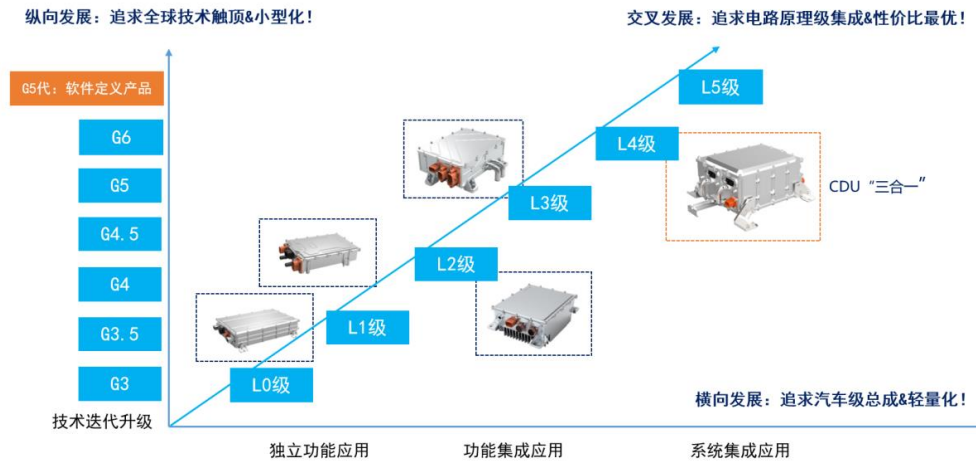 纵向发展：追求全球技术触顶&小型化！
交叉发展：追求电路原理级集成&性价比最优！
G5代：软件定义产品
L5级
G6
L4级
G5
CDU“三合一”
L3级
G4.5
L2级
G4
L1级
G3.5
L0级
G3
横向发展：追求汽车级总成&轻量化！
技术迭代升级
独立功能应用
功能集成应用
系统集成应用